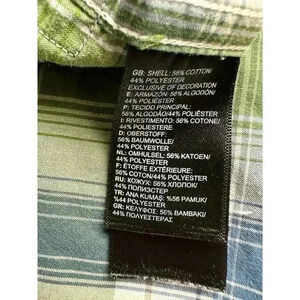 GB: SHELL: 56% COTTON/
44% POLYESTER
EXCLUSIVE OF DECORATION
E: ARMAZÓN: 56% ALGODÓN/
44% POLIÉSTER
P: TECIDO PRINCIPAL:
56% ALGODÃO/44% POLIÉSTER
I: RIVESTIMENTO: 56% COTONE/
44% POLIESTERE
D: OBERSTOFF:
56% BAUMWOLLE/
44% POLYESTER
NL: OMHULSEL: 56% KATOEN/
44% POLYESTER
F: ÉTOFFE EXTÉRIEURE:
56% COTON/44% POLYESTER
RU: КОЖУХ: 56% ХЛОПОК/
44% ПОЛИЭСТЕР
TR: ANA KUMAŞ: %56 PAMUK/
%44 POLYESTER
GR: ΚΕΛΥΦΟΣ: 56% ΒΑΜΒΑΚΙ/
44% ΠΟΛΥΕΣΤΕΡΑΣ